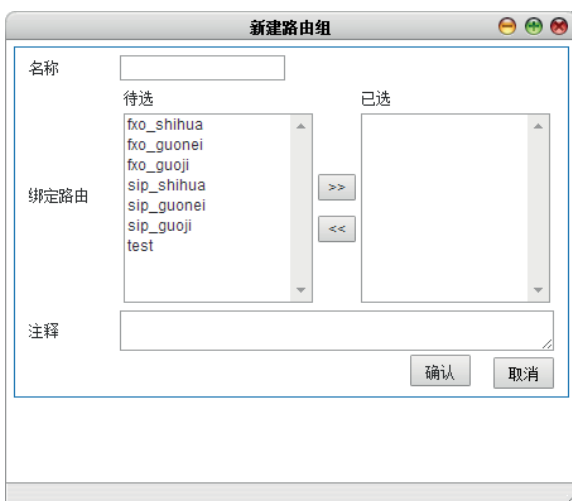 新建路由组
名称
待选 已选
fxo_shihua
fxo_guonei
fxo_guoji
sip_shihua
sip_guonei
sip_guoji
test
>>
<<
绑定路由
注释
确认 取消